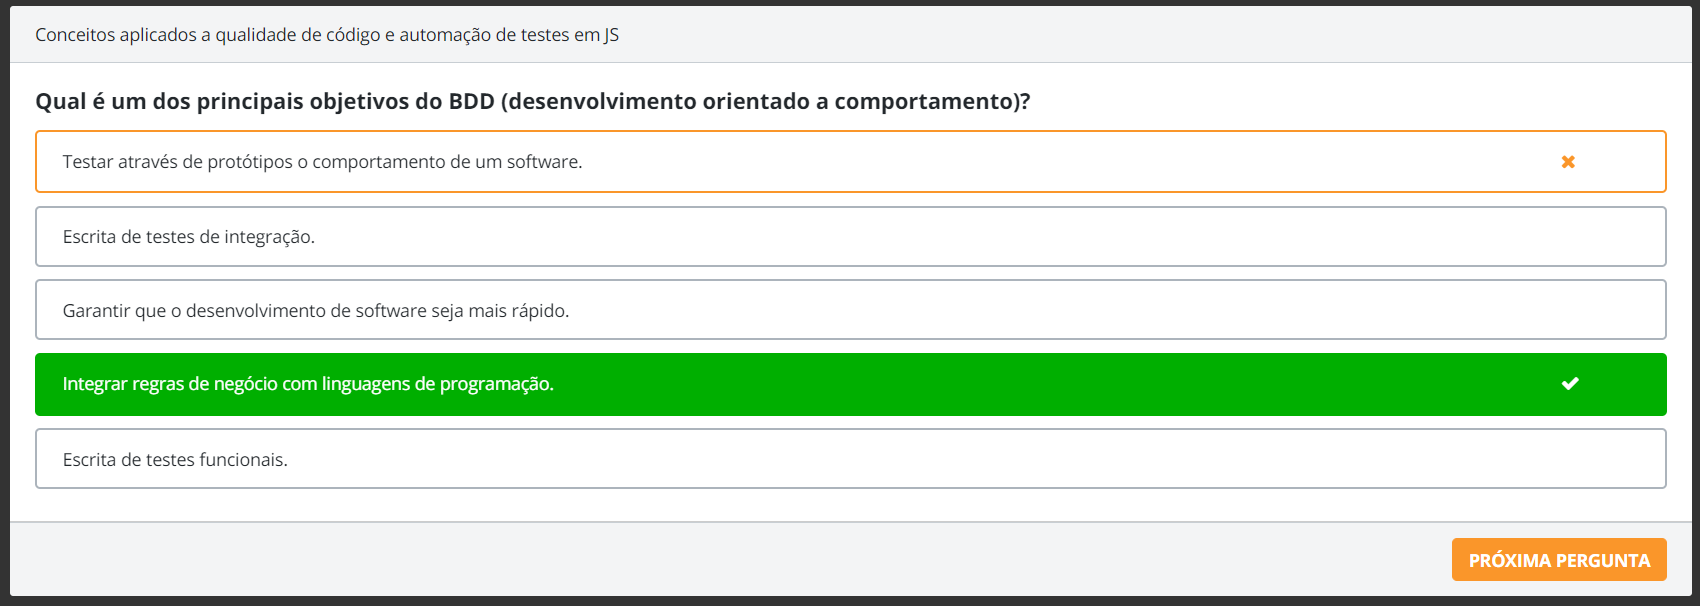 Conceitos aplicados a qualidade de código e automação de testes em JS
Qual é um dos principais objetivos do BDD (desenvolvimento orientado a comportamento)?
Testar através de protótipos o comportamento de um software.
Escrita de testes de integração.
Garantir que o desenvolvimento de software seja mais rápido.
Integrar regras de negócio com linguagens de programação.
Escrita de testes funcionais.
PRÓXIMA PERGUNTA